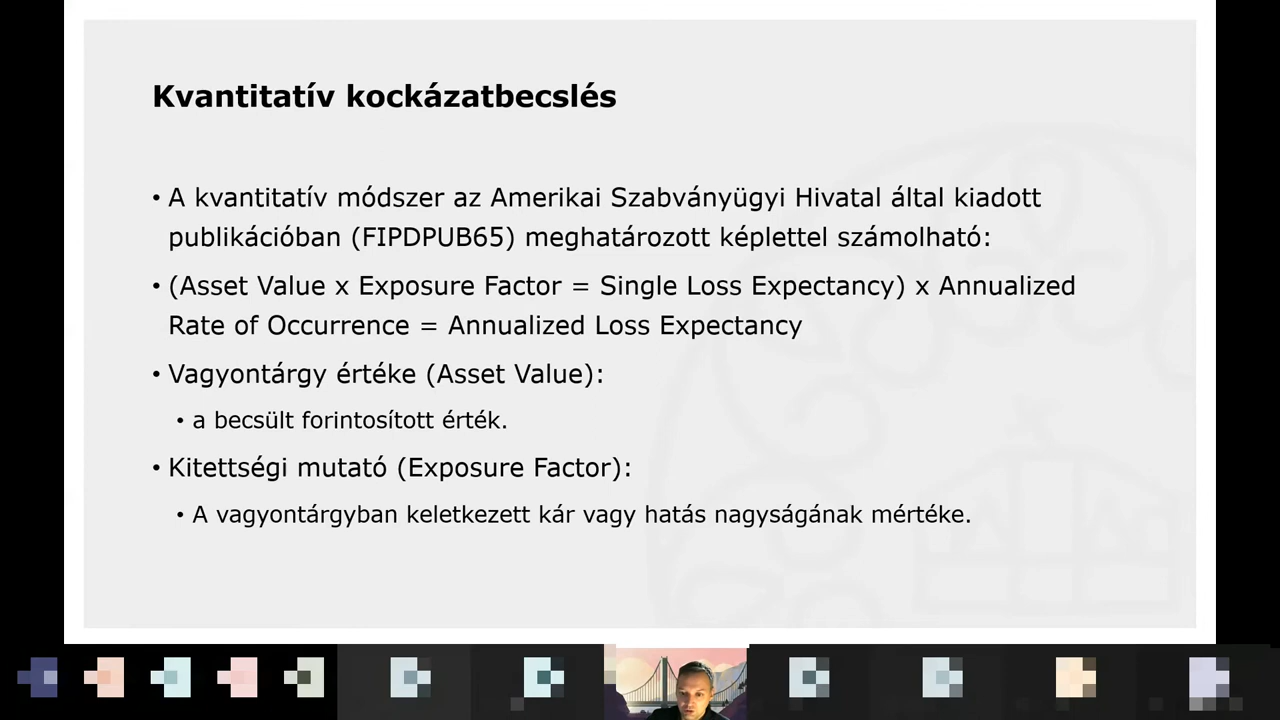 Kvantitatív kockázatbecslés
• A kvantitatív módszer az Amerikai Szabványügyi Hivatal által kiadott
publikációban (FIPDPUB65) meghatározott képlettel számolható:
• (Asset Value x Exposure Factor = Single Loss Expectancy) x Annualized
Rate of Occurrence = Annualized Loss Expectancy
• Vagyontárgy értéke (Asset Value):
• a becsült forintosított érték.
• Kitettségi mutató (Exposure Factor):
• A vagyontárgyban keletkezett kár vagy hatás nagyságának mértéke.